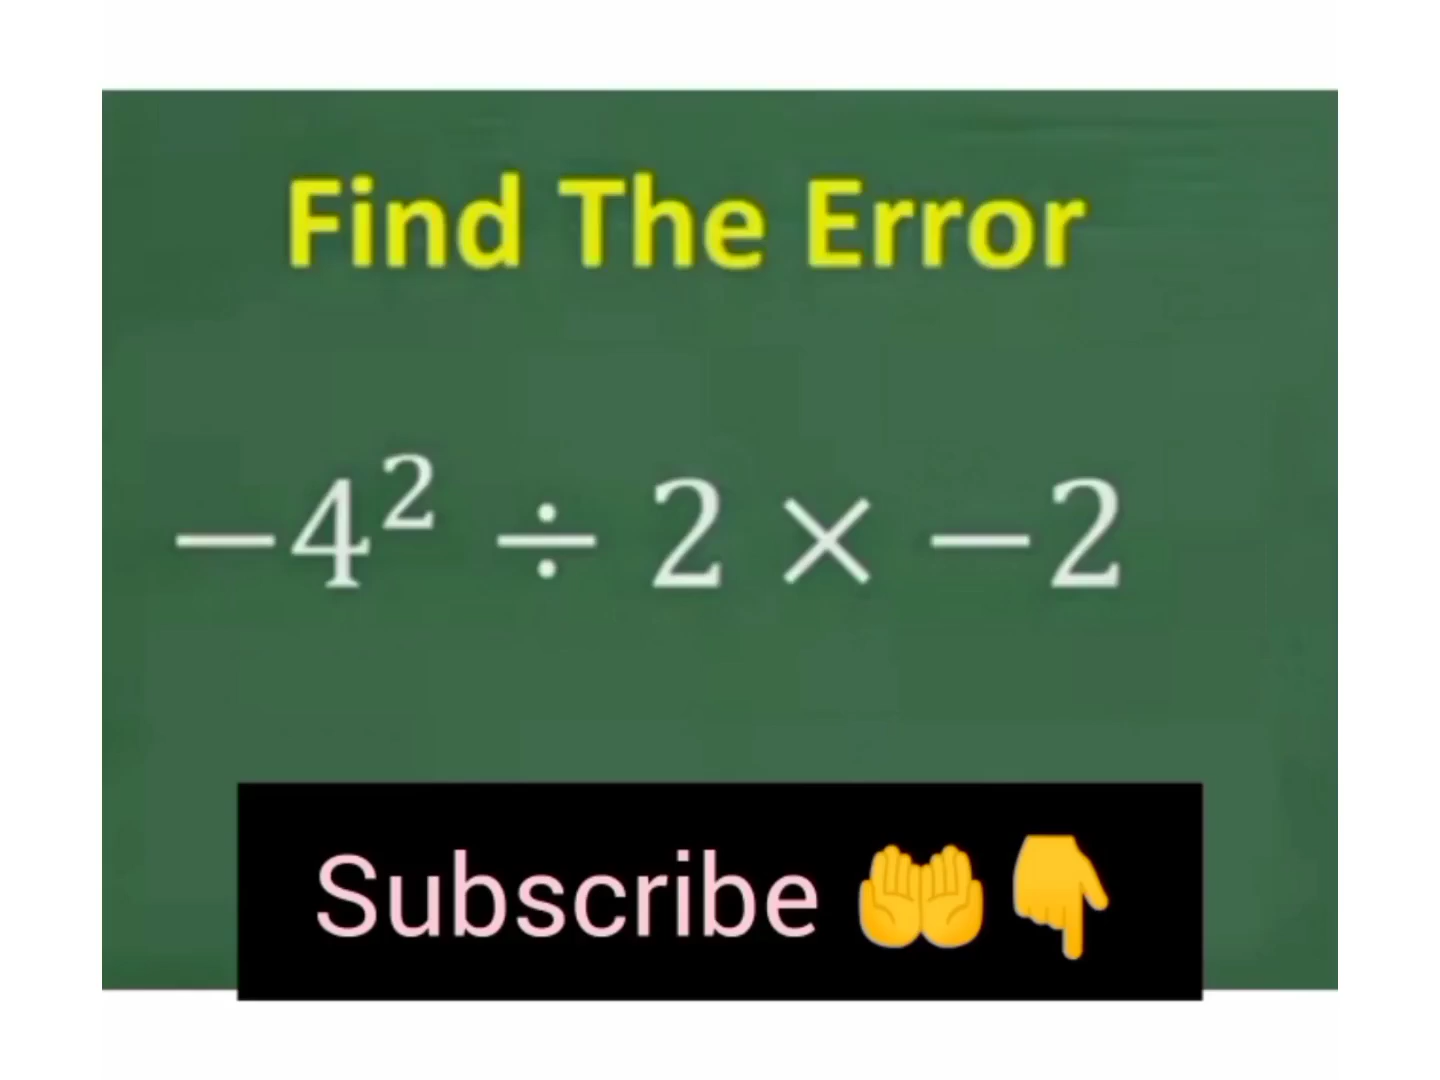 Find The Error
−4² ÷ 2 × −2
Subscribe 🤲👇